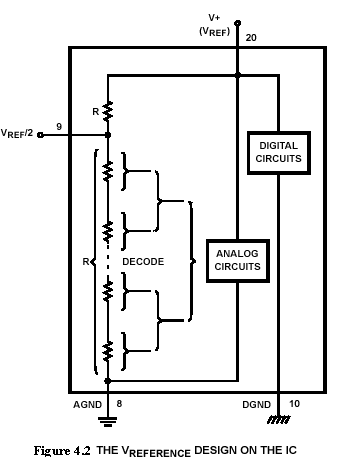 V+
(VREF)
20
R
VREF/2
9
DIGITAL
CIRCUITS
R
DECODE
ANALOG
CIRCUITS
AGND
8
DGND
10
Figure 4.2 THE VREFERENCE DESIGN ON THE IC